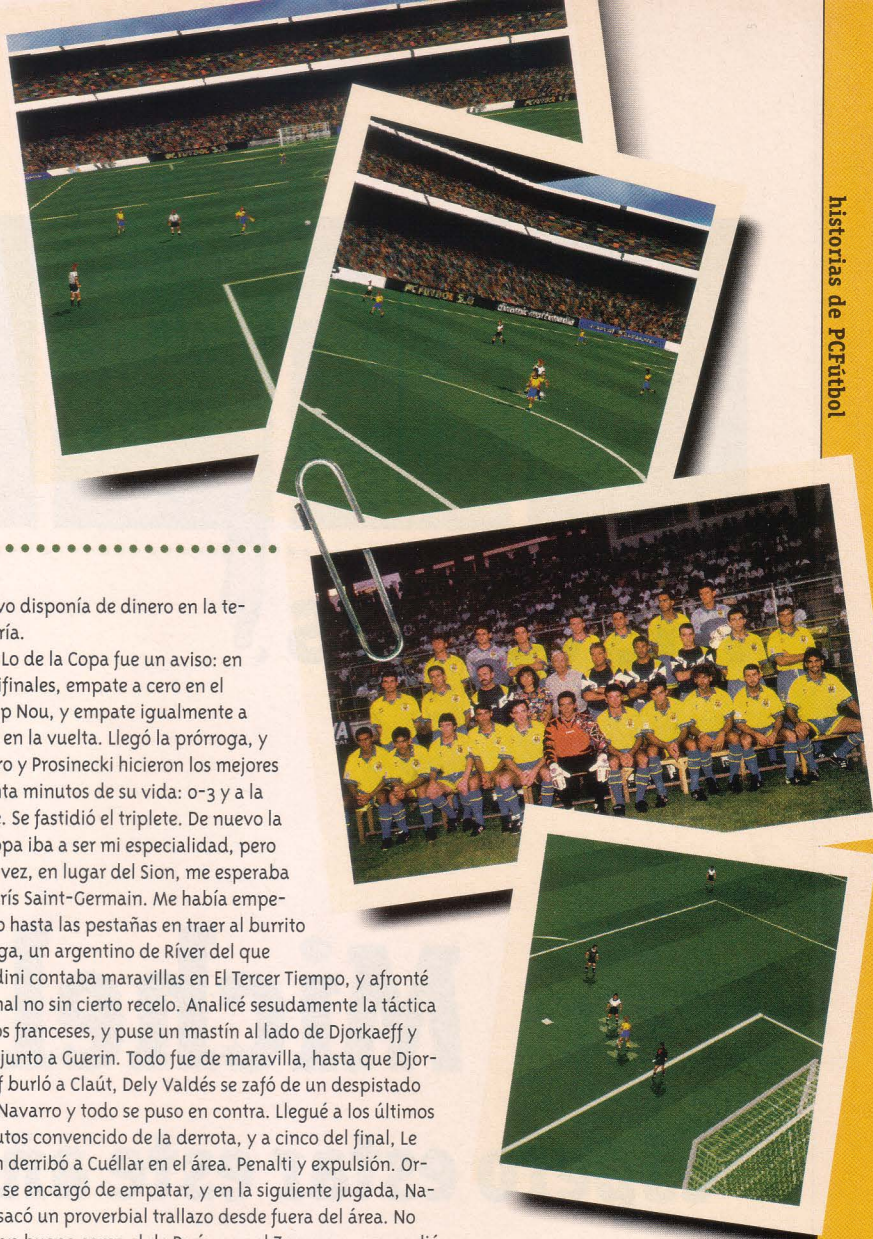 PC FUTBOL 5.0
PC FUTBOL 5.0
dinamic multimedia
historias de PCFútbol
vo disponía de dinero en la te-
ría.
Lo de la Copa fue un aviso: en
ifinales, empate a cero en el
p Nou, y empate igualmente a
en la vuelta. Llegó la prórroga, y
ro y Prosinecki hicieron los mejores
nta minutos de su vida: 0-3 y a la
e. Se fastidió el triplete. De nuevo la
opa iba a ser mi especialidad, pero
vez, en lugar del Sion, me esperaba
rís Saint-Germain. Me había empe-
o hasta las pestañas en traer al burrito
ga, un argentino de Ríver del que
dini contaba maravillas en El Tercer Tiempo, y afronté
nal no sin cierto recelo. Analicé sesudamente la táctica
os franceses, y puse un mastín al lado de Djorkaeff y
junto a Guerin. Todo fue de maravilla, hasta que Djor-
f burló a Claút, Dely Valdés se zafó de un despistado
Navarro y todo se puso en contra. Llegué a los últimos
utos convencido de la derrota, y a cinco del final, Le
n derribó a Cuéllar en el área. Penalti y expulsión. Or-
se encargó de empatar, y en la siguiente jugada, Na-
sacó un proverbial trallazo desde fuera del área. No